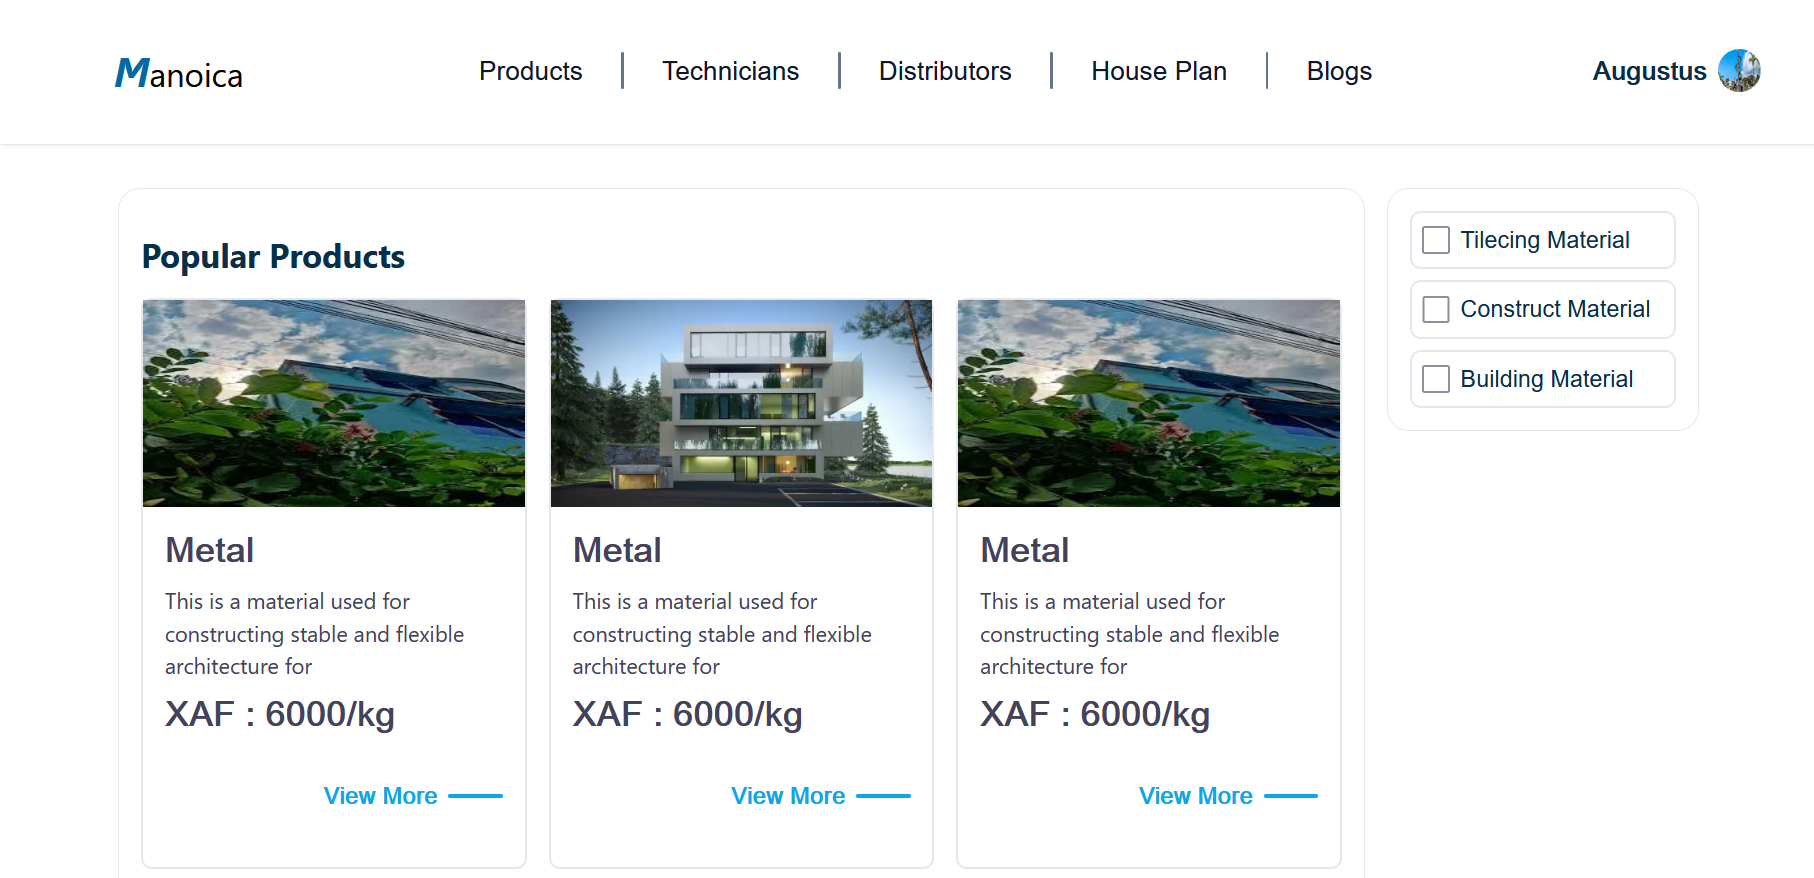 Manoica
Products
Technicians
Distributors
House Plan
Blogs
Augustus
Popular Products
Metal
This is a material used for
constructing stable and flexible
architecture for
XAF : 6000/kg
View More
Metal
This is a material used for
constructing stable and flexible
architecture for
XAF : 6000/kg
View More
Metal
This is a material used for
constructing stable and flexible
architecture for
XAF : 6000/kg
View More
Tilecing Material
Construct Material
Building Material